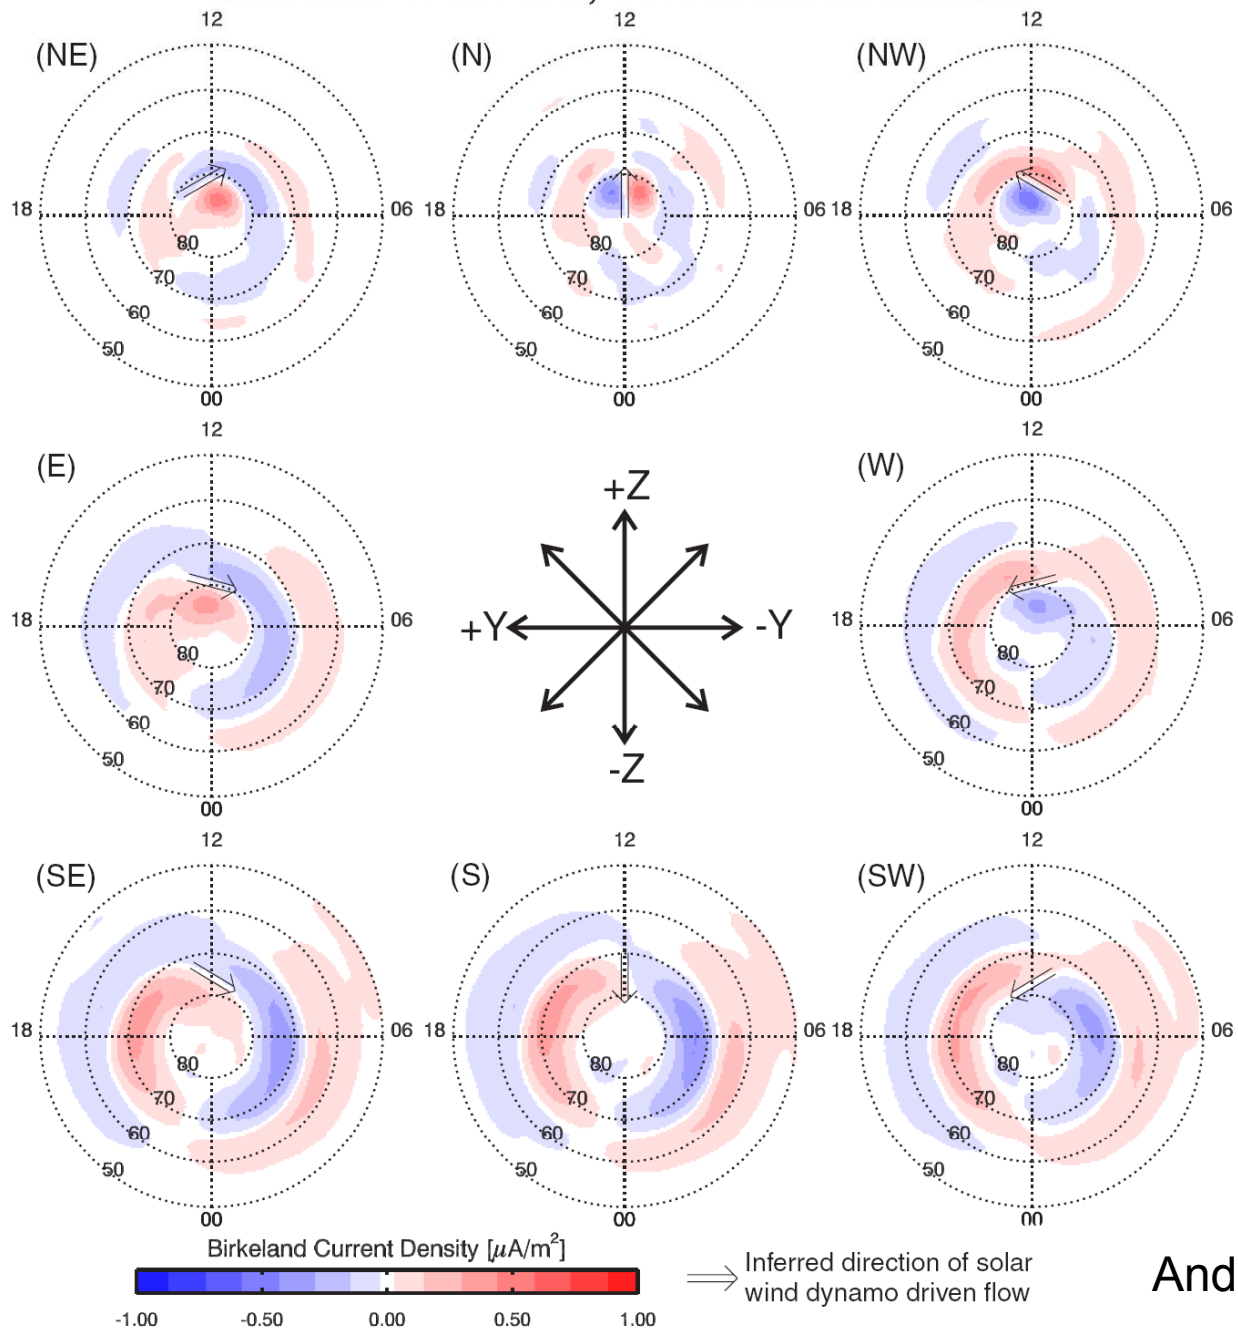 12 12 12
(NE) (N) (NW)
18 06 18 06 18 06
80 80 80
70 70 70
60 60 60
50 50 50
00 00 00
12 12
(E) (W)
+Z
18 06 18 06
+Y -Y
80 80
70 70
60 60
50 50
-Z
00 00
12 12 12
(SE) (S) (SW)
18 06 18 06 18 06
80 80 80
70 70 70
60 60 60
50 50 50
00 00 00
Birkeland Current Density [μA/m²]
-1.00 -0.50 0.00 0.50 1.00
Inferred direction of solar
wind dynamo driven flow
And